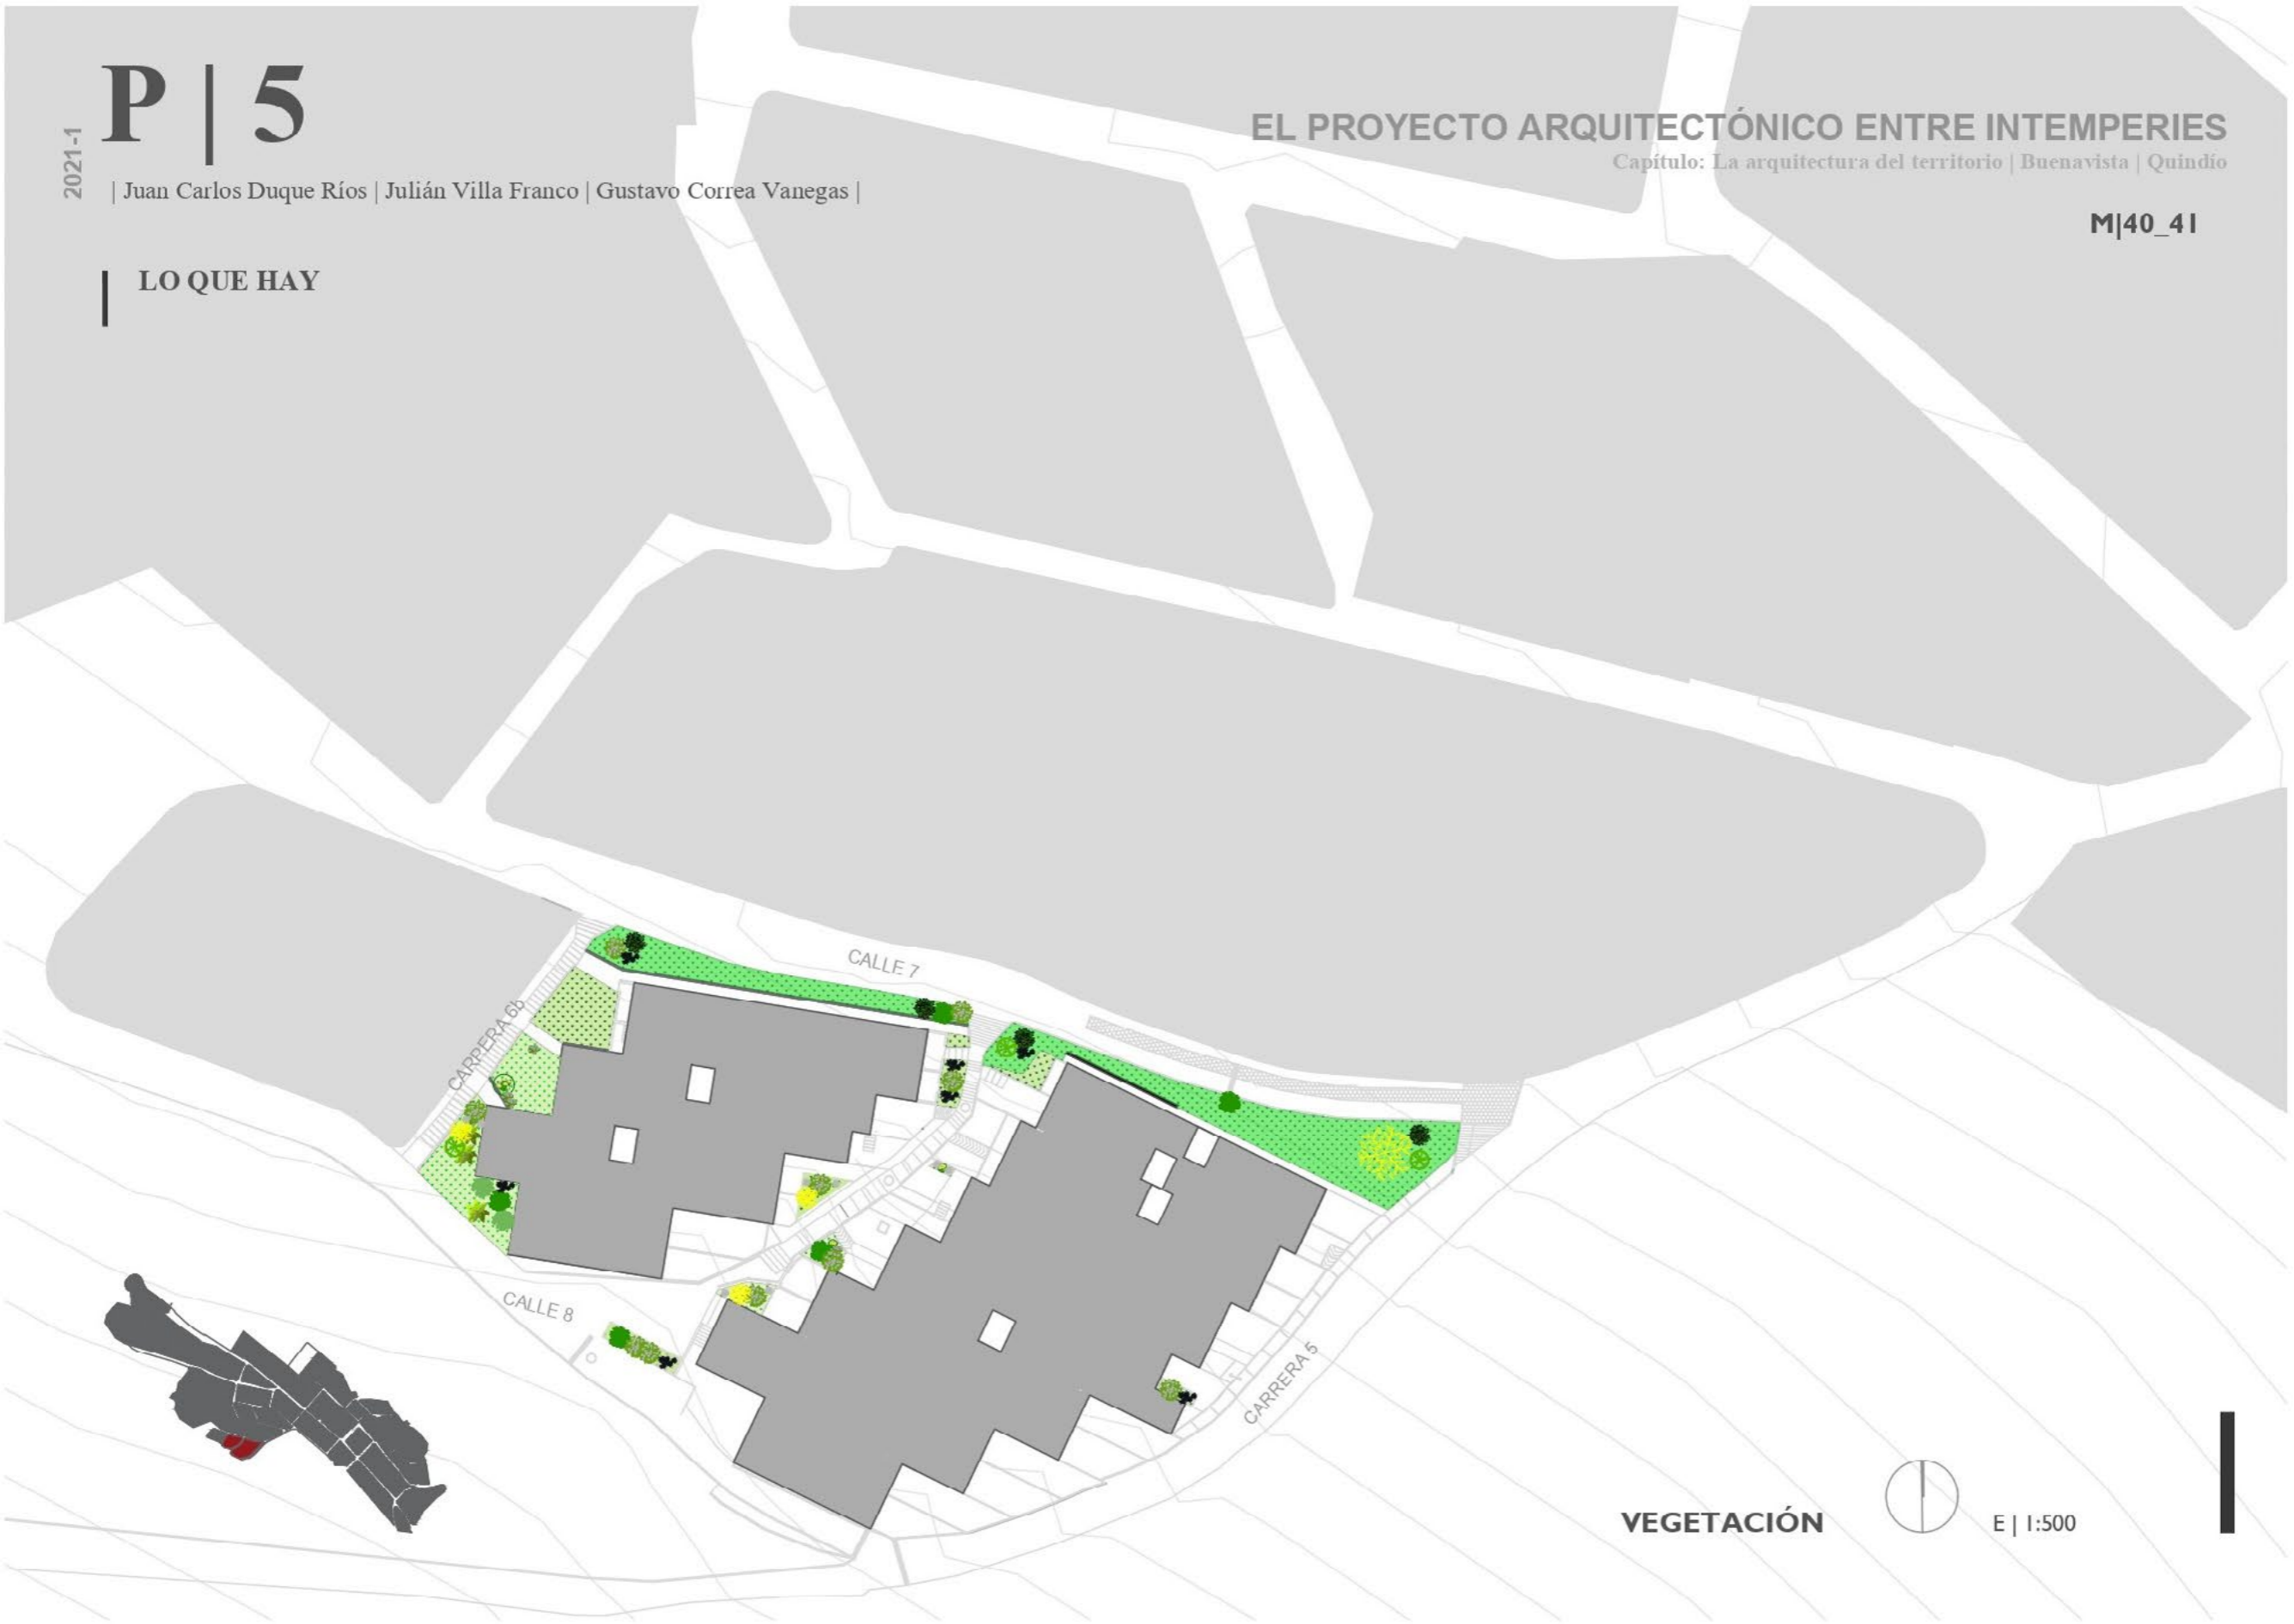 P | 5
2021-1
| Juan Carlos Duque Ríos | Julián Villa Franco | Gustavo Correa Vanegas |
LO QUE HAY
EL PROYECTO ARQUITECTÓNICO ENTRE INTEMPERIES
Capítulo: La arquitectura del territorio | Buenavista | Quindío
M|40_41
CALLE 7
CARRERA 6b
CALLE 8
CARRERA 5
VEGETACIÓN
E | 1:500